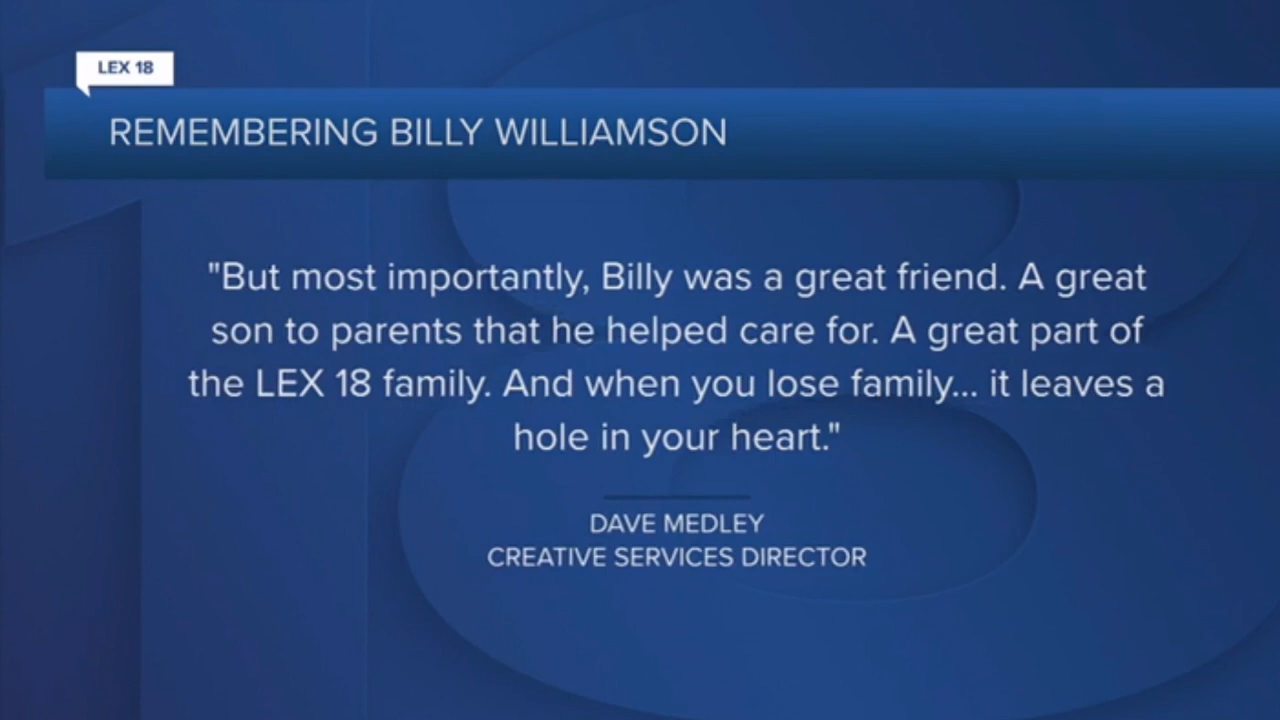 LEX 18
REMEMBERING BILLY WILLIAMSON
"But most importantly, Billy was a great friend. A great
son to parents that he helped care for. A great part of
the LEX 18 family. And when you lose family... it leaves a
hole in your heart."
DAVE MEDLEY
CREATIVE SERVICES DIRECTOR